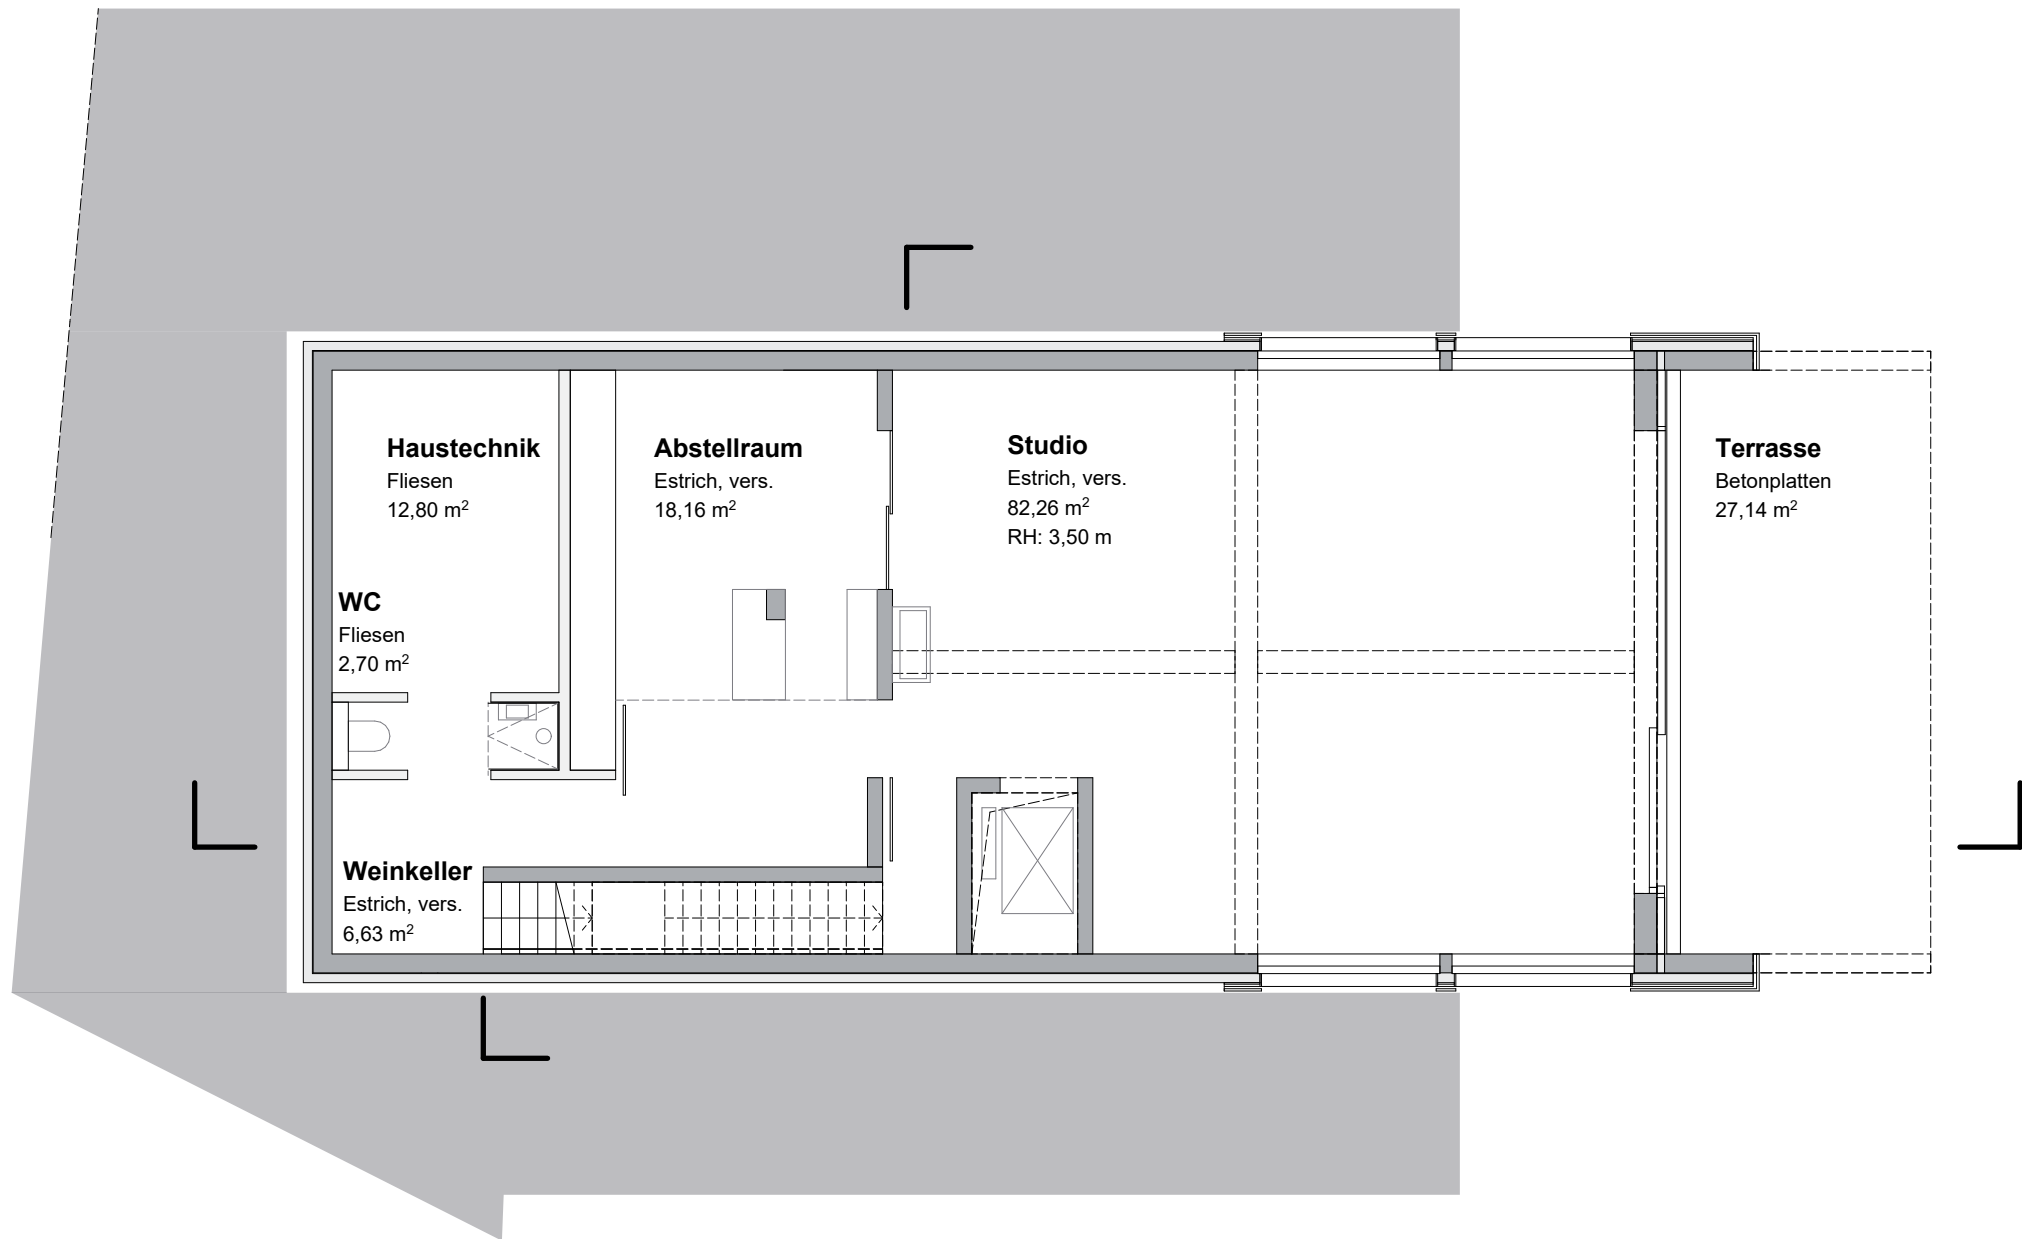 Haustechnik
Fliesen
12,80 m²
Abstellraum
Estrich, vers.
18,16 m²
Studio
Estrich, vers.
82,26 m²
RH: 3,50 m
Terrasse
Betonplatten
27,14 m²
WC
Fliesen
2,70 m²
Weinkeller
Estrich, vers.
6,63 m²